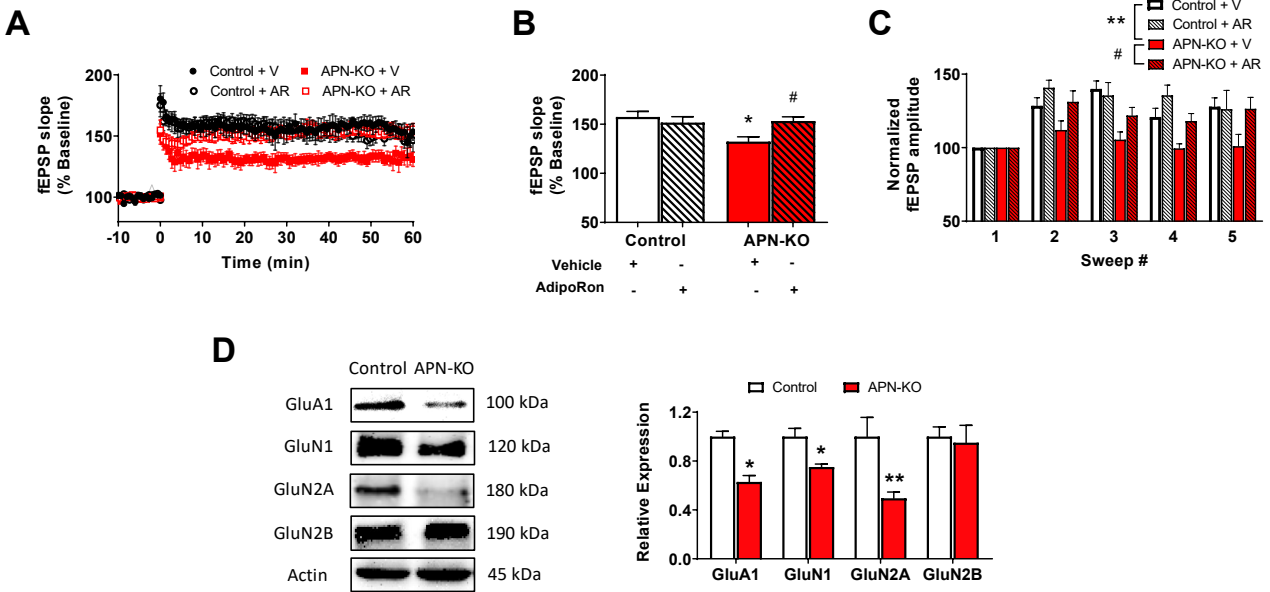 A
Control + V
APN-KO + V
Control + AR
APN-KO + AR
fEPSP slope
(% Baseline)
200
150
100
-10 0 10 20 30 40 50 60
Time (min)
B
fEPSP slope
(% Baseline)
200
150
100
50
*
#
Control APN-KO
Vehicle + - + -
AdipoRon - + - +
C
Control + V
** Control + AR
# APN-KO + V
APN-KO + AR
Normalized
fEPSP amplitude
150
100
50
1 2 3 4 5
Sweep #
D
Control APN-KO
GluA1 100 kDa
GluN1 120 kDa
GluN2A 180 kDa
GluN2B 190 kDa
Actin 45 kDa
Control APN-KO
Relative Expression
1.2
0.8
0.4
0.0
* * **
GluA1 GluN1 GluN2A GluN2B